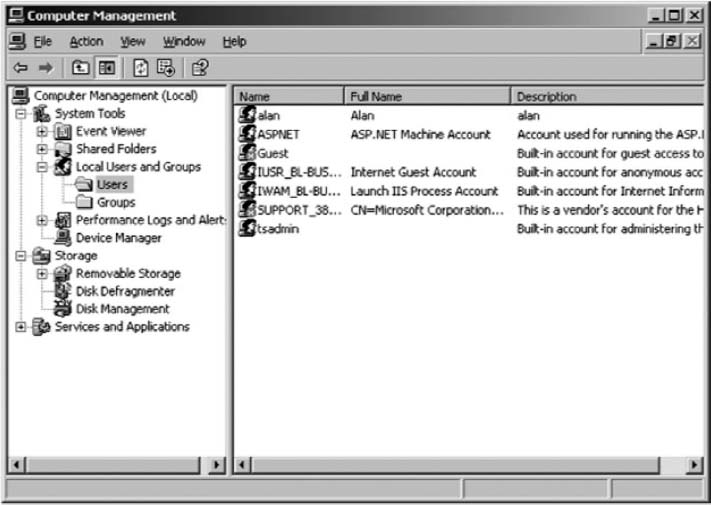 Computer Management
File Action View Window Help
Computer Management (Local)
System Tools
Event Viewer
Shared Folders
Local Users and Groups
Users
Groups
Performance Logs and Alert
Device Manager
Storage
Removable Storage
Disk Defragmenter
Disk Management
Services and Applications
Name Full Name Description
alan Alan alan
ASPNET ASP.NET Machine Account Account used for running the ASP.
Guest Built-in account for guest access to
IUSR_BL-BUS... Internet Guest Account Built-in account for anonymous acc
IWAM_BL-BU... Launch IIS Process Account Built-in account for Internet Inform
SUPPORT_38... CN=Microsoft Corporation... This is a vendor's account for the H
tsadmin Built-in account for administering th